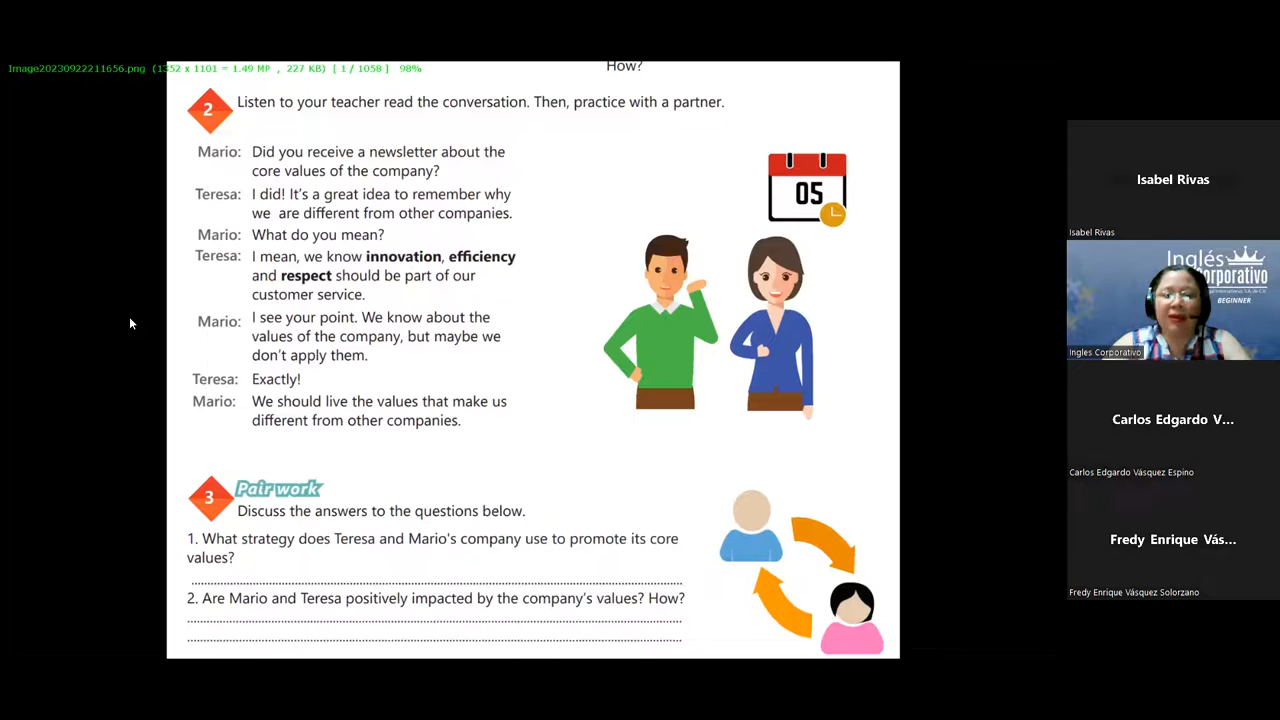 Image20230922211656.png (1352 x 1101 = 1.49 MP , 227 KB) [ 1 / 1058 ] 98%
How?
2
Listen to your teacher read the conversation. Then, practice with a partner.
Mario: Did you receive a newsletter about the
core values of the company?
Teresa: I did! It's a great idea to remember why
we are different from other companies.
Mario: What do you mean?
Teresa: I mean, we know innovation, efficiency
and respect should be part of our
customer service.
Mario: I see your point. We know about the
values of the company, but maybe we
don't apply them.
Teresa: Exactly!
Mario: We should live the values that make us
different from other companies.
05
3
Pair work
Discuss the answers to the questions below.
1. What strategy does Teresa and Mario's company use to promote its core
values?
2. Are Mario and Teresa positively impacted by the company's values? How?
Isabel Rivas
Isabel Rivas
Inglés
Corporativo
BEGINNER
Ingles Corporativo
Carlos Edgardo V...
Carlos Edgardo Vásquez Espino
Fredy Enrique Vás...
Fredy Enrique Vásquez Solorzano